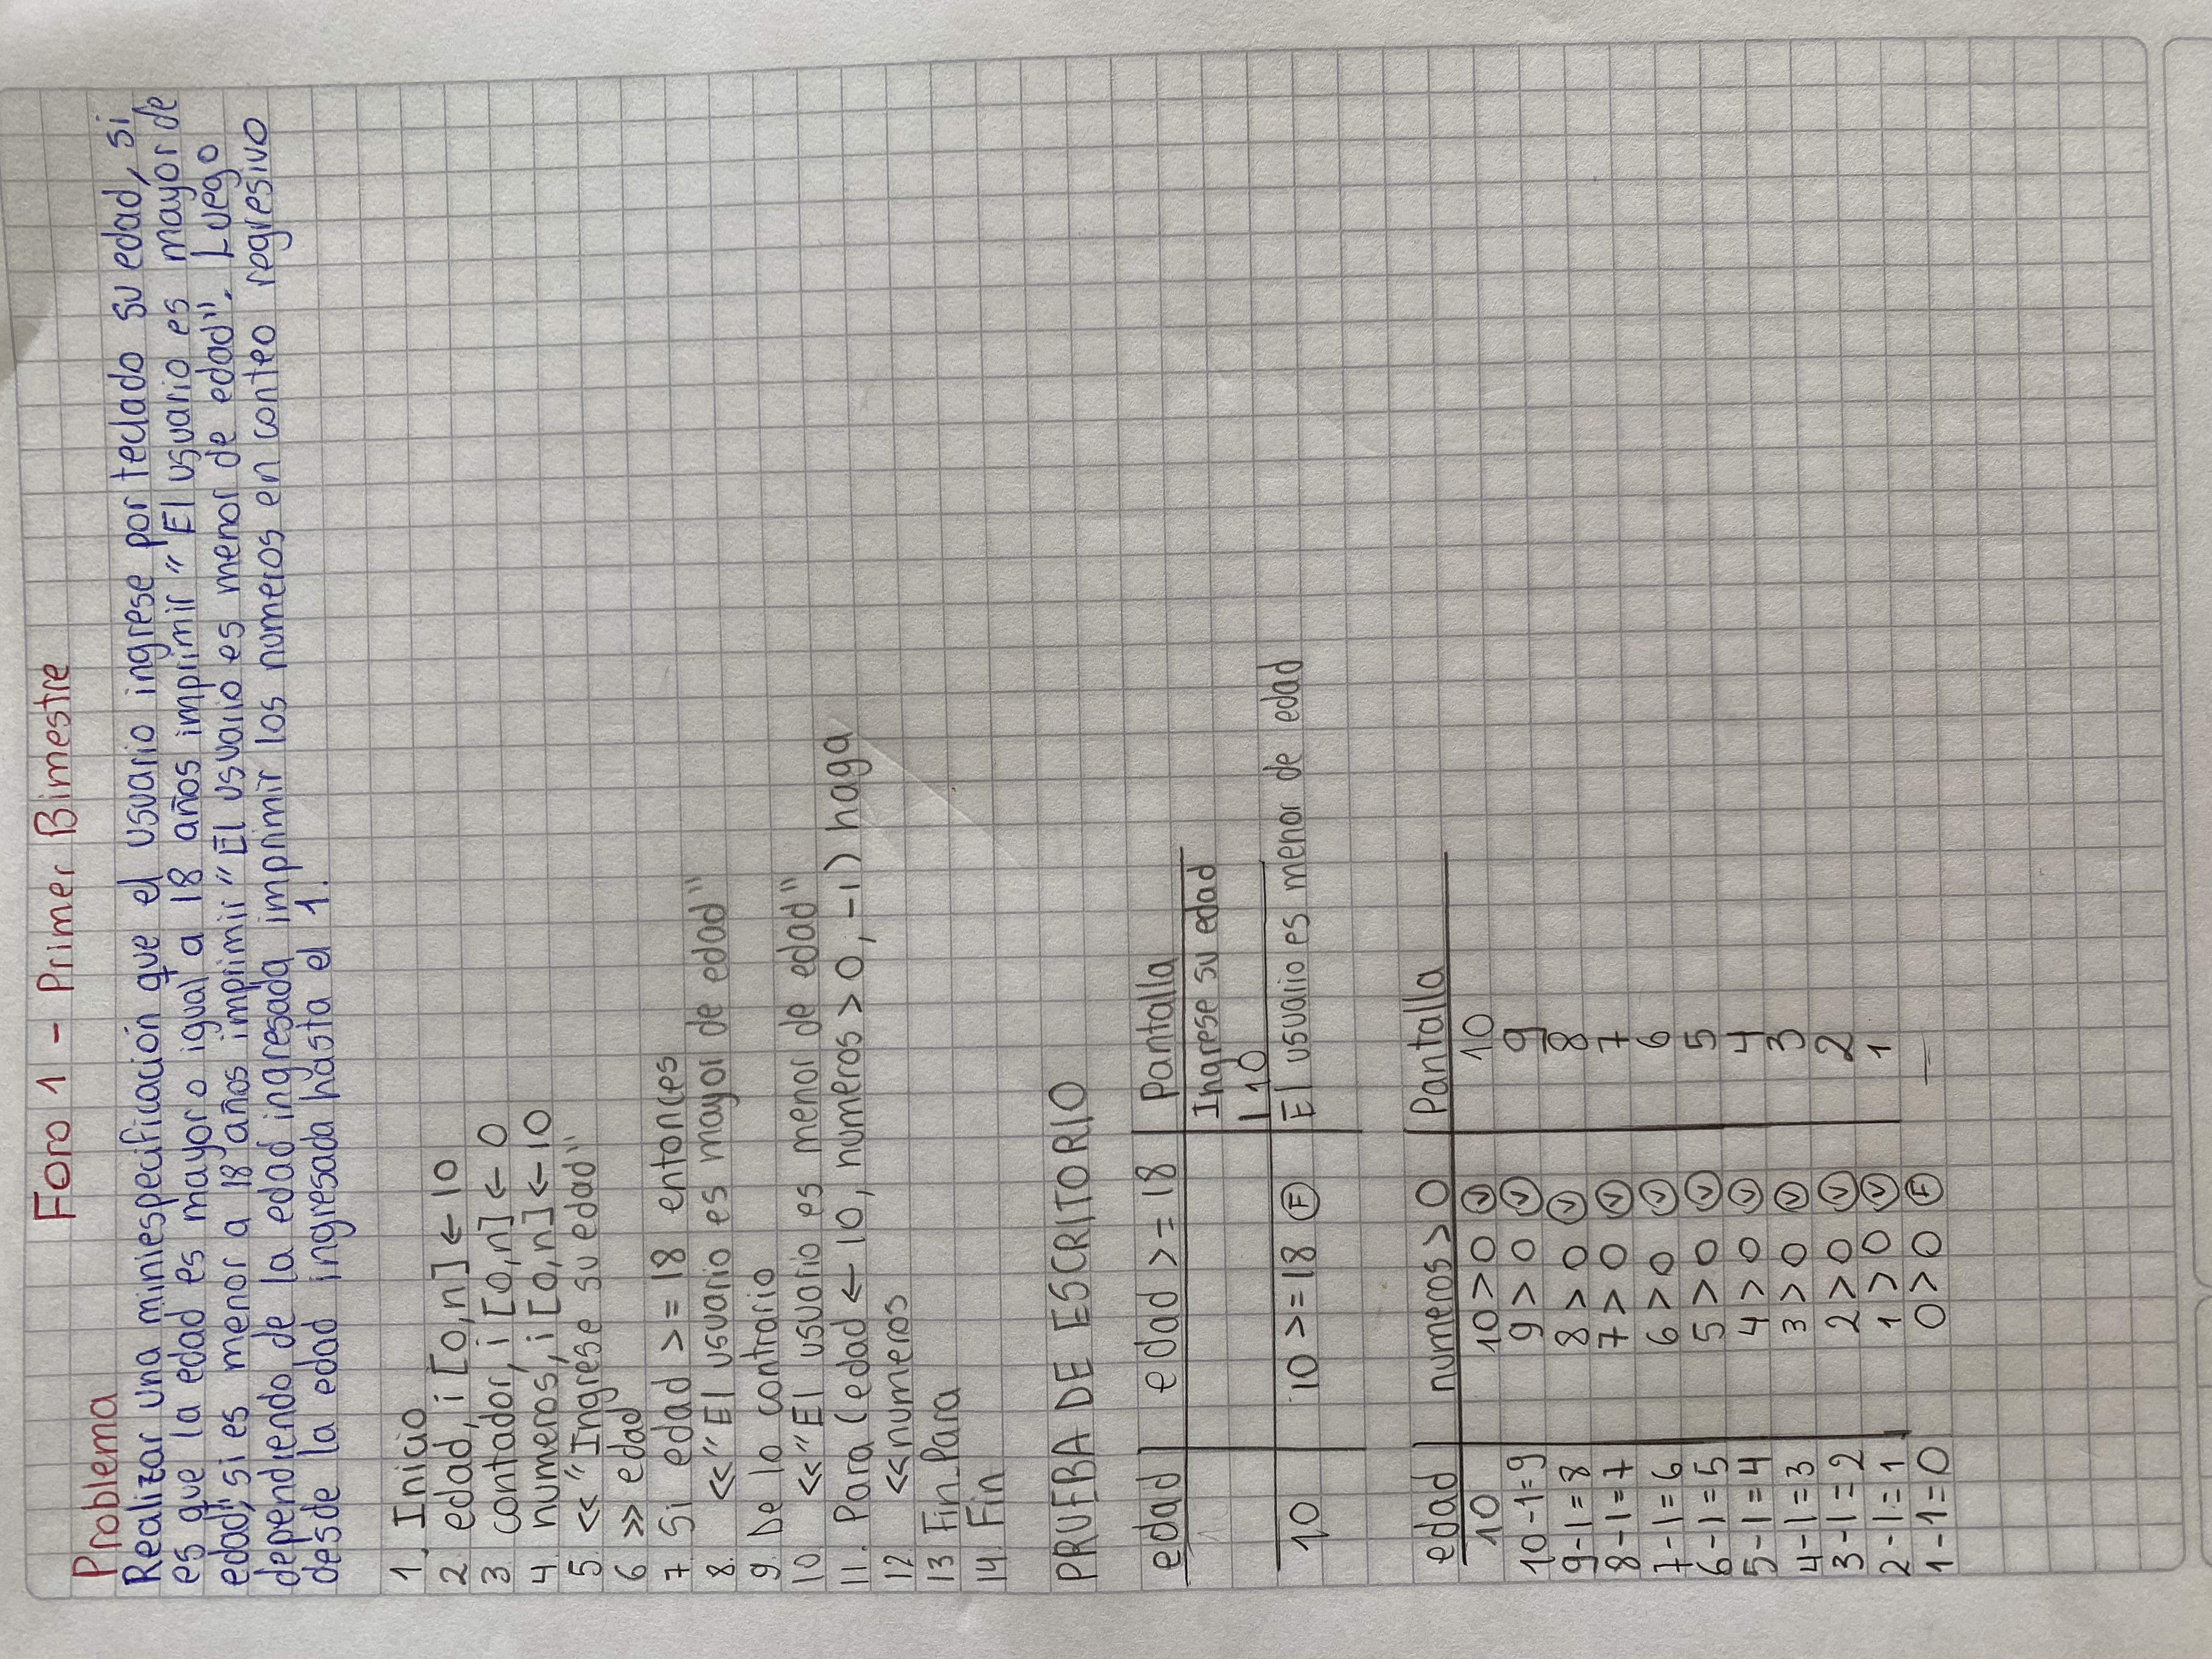 Foro 1 - Primer Bimestre
Problema
Realizar una miniespecificación que el usuario ingrese por teclado su edad, si
es que la edad es mayor o igual a 18 años imprimir "El usuario es mayor de
edad", si es menor a 18 años imprimir "El usuario es menor de edad". Luego
dependiendo de la edad ingresada imprimir los numeros en conteo regresivo
desde la edad ingresada hasta el 1.
1. Inicio
2 edad, i [0,n] ← 10
3. contador, i [0,n] ← 0
4. numeros, i [0,n] ← 10
5. << "Ingrese su edad"
6 >> edad
7. Si edad >= 18 entonces
8. << "El usuario es mayor de edad"
9. De lo contrario
10 << "El usuario es menor de edad"
11. Para (edad ← 10, numeros > 0, -1) haga
12 << numeros
13 Fin_Para
14. Fin
PRUEBA DE ESCRITORIO
edad edad >= 18 Pantalla
Ingrese su edad
| 10
10 10 >= 18 F El usuario es menor de edad
edad numeros > 0 Pantalla
10 10 > 0 V 10
10-1=9 9 > 0 V 9
9-1=8 8 > 0 V 8
8-1=7 7 > 0 V 7
7-1=6 6 > 0 V 6
6-1=5 5 > 0 V 5
5-1=4 4 > 0 V 4
4-1=3 3 > 0 V 3
3-1=2 2 > 0 V 2
2-1=1 1 > 0 V 1
1-1=0 0 > 0 F —